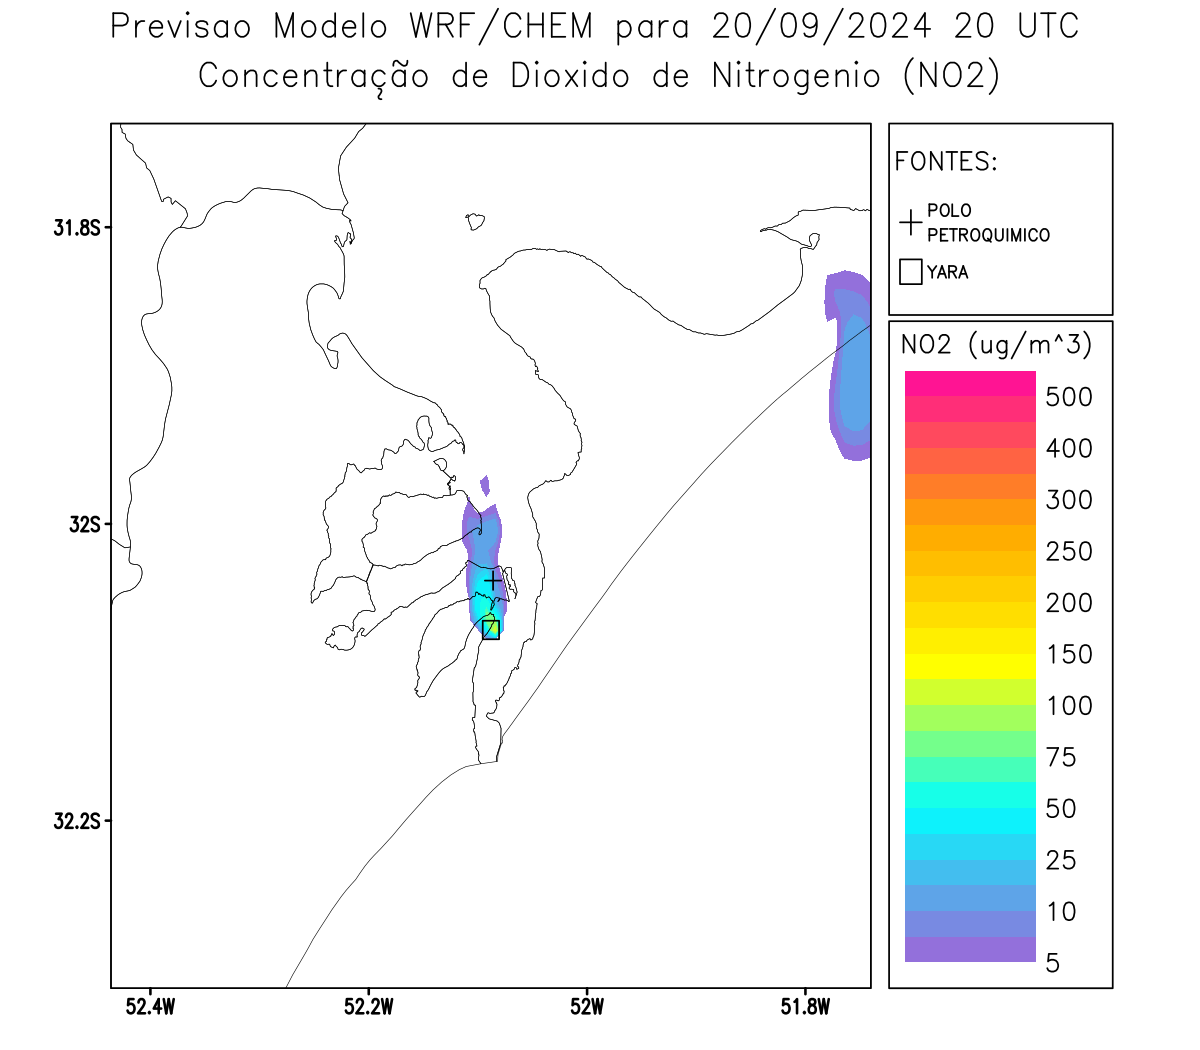 Previsao Modelo WRF/CHEM para 20/09/2024 20 UTC
Concentração de Dioxido de Nitrogenio (NO2)
FONTES:
POLO
PETROQUIMICO
YARA
31.8S
32S
32.2S
52.4W
52.2W
52W
51.8W
NO2 (ug/m^3)
500
400
300
250
200
150
100
75
50
25
10
5